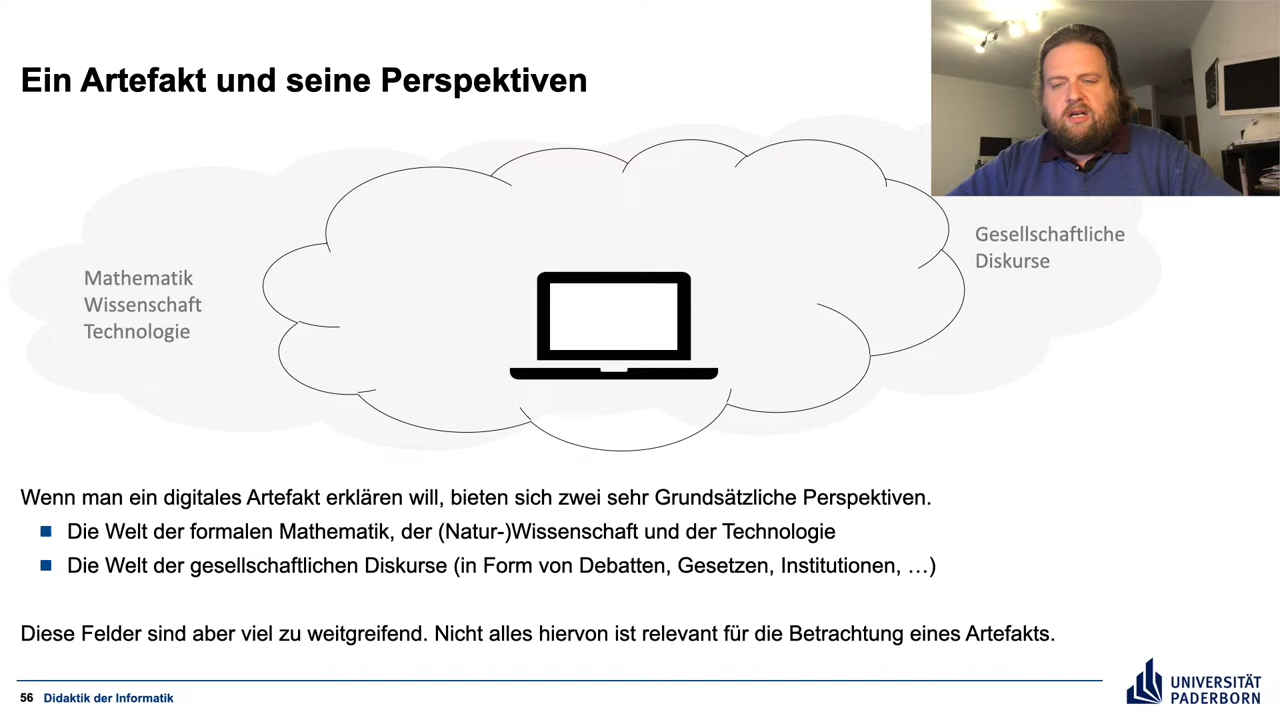 Ein Artefakt und seine Perspektiven
Mathematik
Wissenschaft
Technologie
Gesellschaftliche
Diskurse
Wenn man ein digitales Artefakt erklären will, bieten sich zwei sehr Grundsätzliche Perspektiven.
Die Welt der formalen Mathematik, der (Natur-)Wissenschaft und der Technologie
Die Welt der gesellschaftlichen Diskurse (in Form von Debatten, Gesetzen, Institutionen, …)
Diese Felder sind aber viel zu weitgreifend. Nicht alles hiervon ist relevant für die Betrachtung eines Artefakts.
56 Didaktik der Informatik
UNIVERSITÄT
PADERBORN